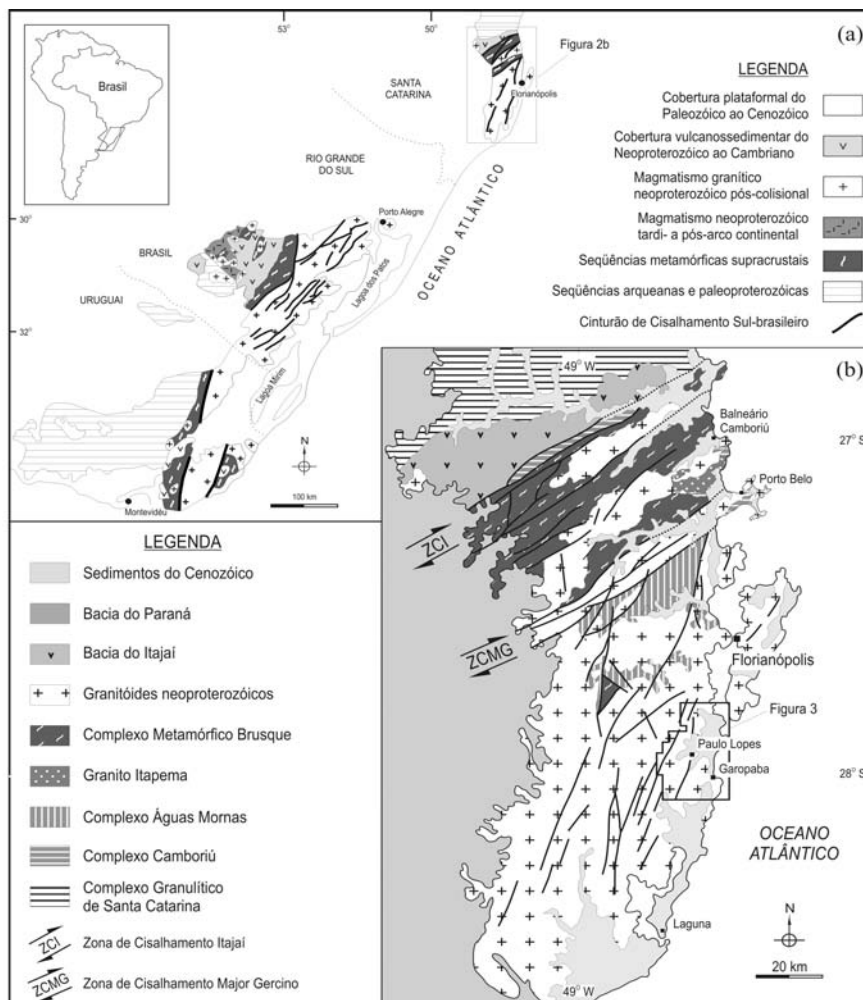 (a)
53°
50°
Figura 2b
Brasil
SANTA
CATARINA
Florianópolis
RIO GRANDE
DO SUL
OCEANO ATLÂNTICO
30°
Porto Alegre
BRASIL
Lagoa dos Patos
URUGUAI
32°
Lagoa Mirim
N
100 km
Montevidéu
LEGENDA
Cobertura plataformal do
Paleozóico ao Cenozóico
Cobertura vulcanossedimentar do
Neoproterozóico ao Cambriano
Magmatismo granítico
neoproterozóico pós-colisional
Magmatismo neoproterozóico
tardi- a pós-arco continental
Seqüências metamórficas supracrustais
Seqüências arqueanas e paleoproterozóicas
Cinturão de Cisalhamento Sul-brasileiro
(b)
49° W
Balneário
Camboriú
27° S
Porto Belo
ZCI
ZCMG
Florianópolis
Figura 3
Paulo Lopes
Garopaba
28° S
OCEANO
ATLÂNTICO
Laguna
N
20 km
49° W
LEGENDA
Sedimentos do Cenozóico
Bacia do Paraná
Bacia do Itajaí
Granitóides neoproterozóicos
Complexo Metamórfico Brusque
Granito Itapema
Complexo Águas Mornas
Complexo Camboriú
Complexo Granulítico
de Santa Catarina
ZCI Zona de Cisalhamento Itajaí
ZCMG Zona de Cisalhamento Major Gercino